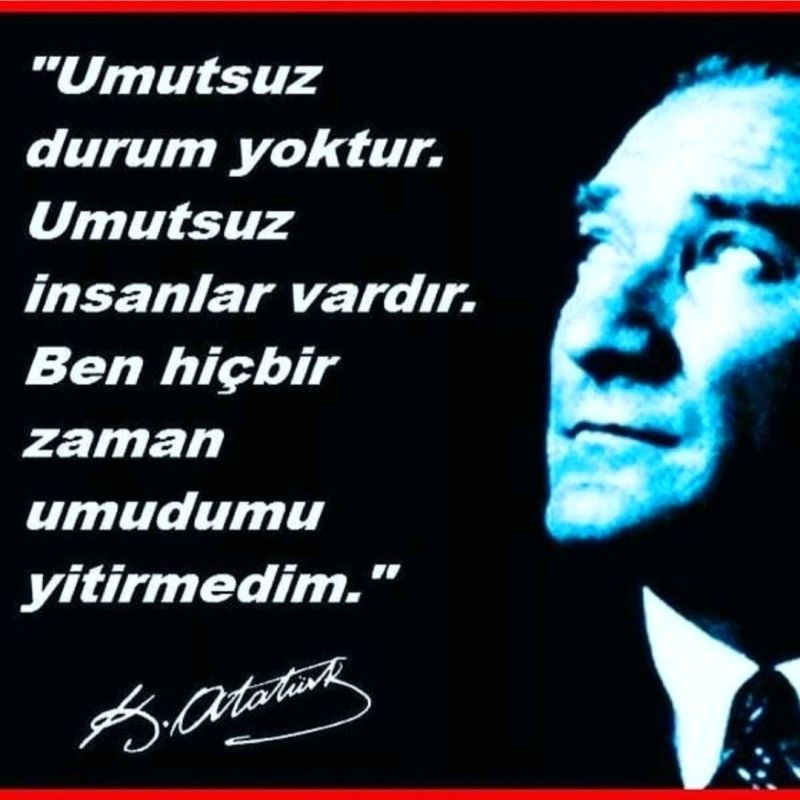 "Umutsuz
durum yoktur.
Umutsuz
insanlar vardır.
Ben hiçbir
zaman
umudumu
yitirmedim."
K. Atatürk